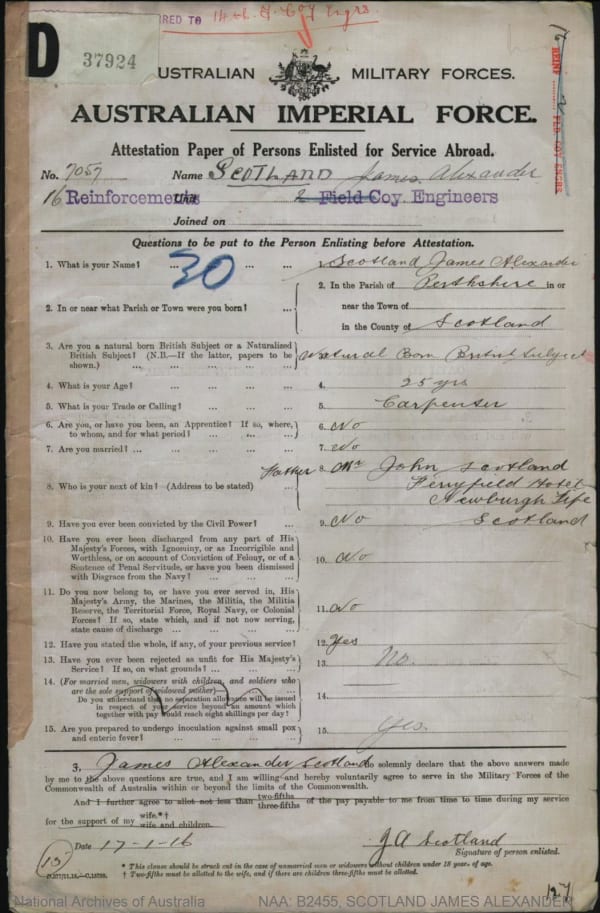 RED TO 14th F. Coy Engrs.
D
37924
AUSTRALIAN MILITARY FORCES.
AUSTRALIAN IMPERIAL FORCE.
Attestation Paper of Persons Enlisted for Service Abroad.
No. 7057 Name SCOTLAND James Alexander
16 Reinforcements Unit 2 Field Coy. Engineers
Joined on
Questions to be put to the Person Enlisting before Attestation.
30
1. What is your Name? ... ... ... ... 1. Scotland James Alexander
2. In or near what Parish or Town were you born? ... 2. In the Parish of Perthshire in or
near the Town of
in the County of Scotland
3. Are you a natural born British Subject or a Naturalized
British Subject? (N.B.—If the latter, papers to be
shown.) ... ... ... ... ... Natural Born British Subject
4. What is your Age? ... ... ... ... 4. 25 yrs
5. What is your Trade or Calling? ... ... ... 5. Carpenter
6. Are you, or have you been, an Apprentice? If so, where,
to whom, and for what period? ... ... ... 6. No
7. Are you married? ... ... ... ... 7. No
8. Who is your next of kin? (Address to be stated) ... Father 8. Mr John Scotland
Ferryfield Hotel
Newburgh Fife
Scotland
9. Have you ever been convicted by the Civil Power? ... 9. No
10. Have you ever been discharged from any part of His
Majesty's Forces, with Ignominy, or as Incorrigible and
Worthless, or on account of Conviction of Felony, or of a
Sentence of Penal Servitude, or have you been dismissed
with Disgrace from the Navy? ... ... ... 10. No
11. Do you now belong to, or have you ever served in, His
Majesty's Army, the Marines, the Militia, the Militia
Reserve, the Territorial Force, Royal Navy, or Colonial
Forces? If so, state which, and if not now serving,
state cause of discharge ... ... ... ... 11. No
12. Have you stated the whole, if any, of your previous service? 12. Yes
13. Have you ever been rejected as unfit for His Majesty's
Service? If so, on what grounds? ... ... ... 13. No.
14. (For married men, widowers with children, and soldiers who
are the sole support of widowed mother)—
Do you understand that no separation allowance will be issued
in respect of your service beyond an amount which
together with pay would reach eight shillings per day? 14.
15. Are you prepared to undergo inoculation against small pox
and enteric fever? ... ... ... ... 15. Yes
I, James Alexander Scotland do solemnly declare that the above answers made
by me to the above questions are true, and I am willing and hereby voluntarily agree to serve in the Military Forces of the
Commonwealth of Australia within or beyond the limits of the Commonwealth.
And I further agree to allot not less than two-fifths three-fifths of the pay payable to me from time to time during my service
for the support of my wife.*† wife and children.
Date 17-1-16 J A Scotland
Signature of person enlisted.
* This clause should be struck out in the case of unmarried men or widowers without children under 18 years of age.
† Two-fifths must be allotted to the wife, and if there are children three-fifths must be allotted.
National Archives of Australia NAA: B2455, SCOTLAND JAMES ALEXANDER